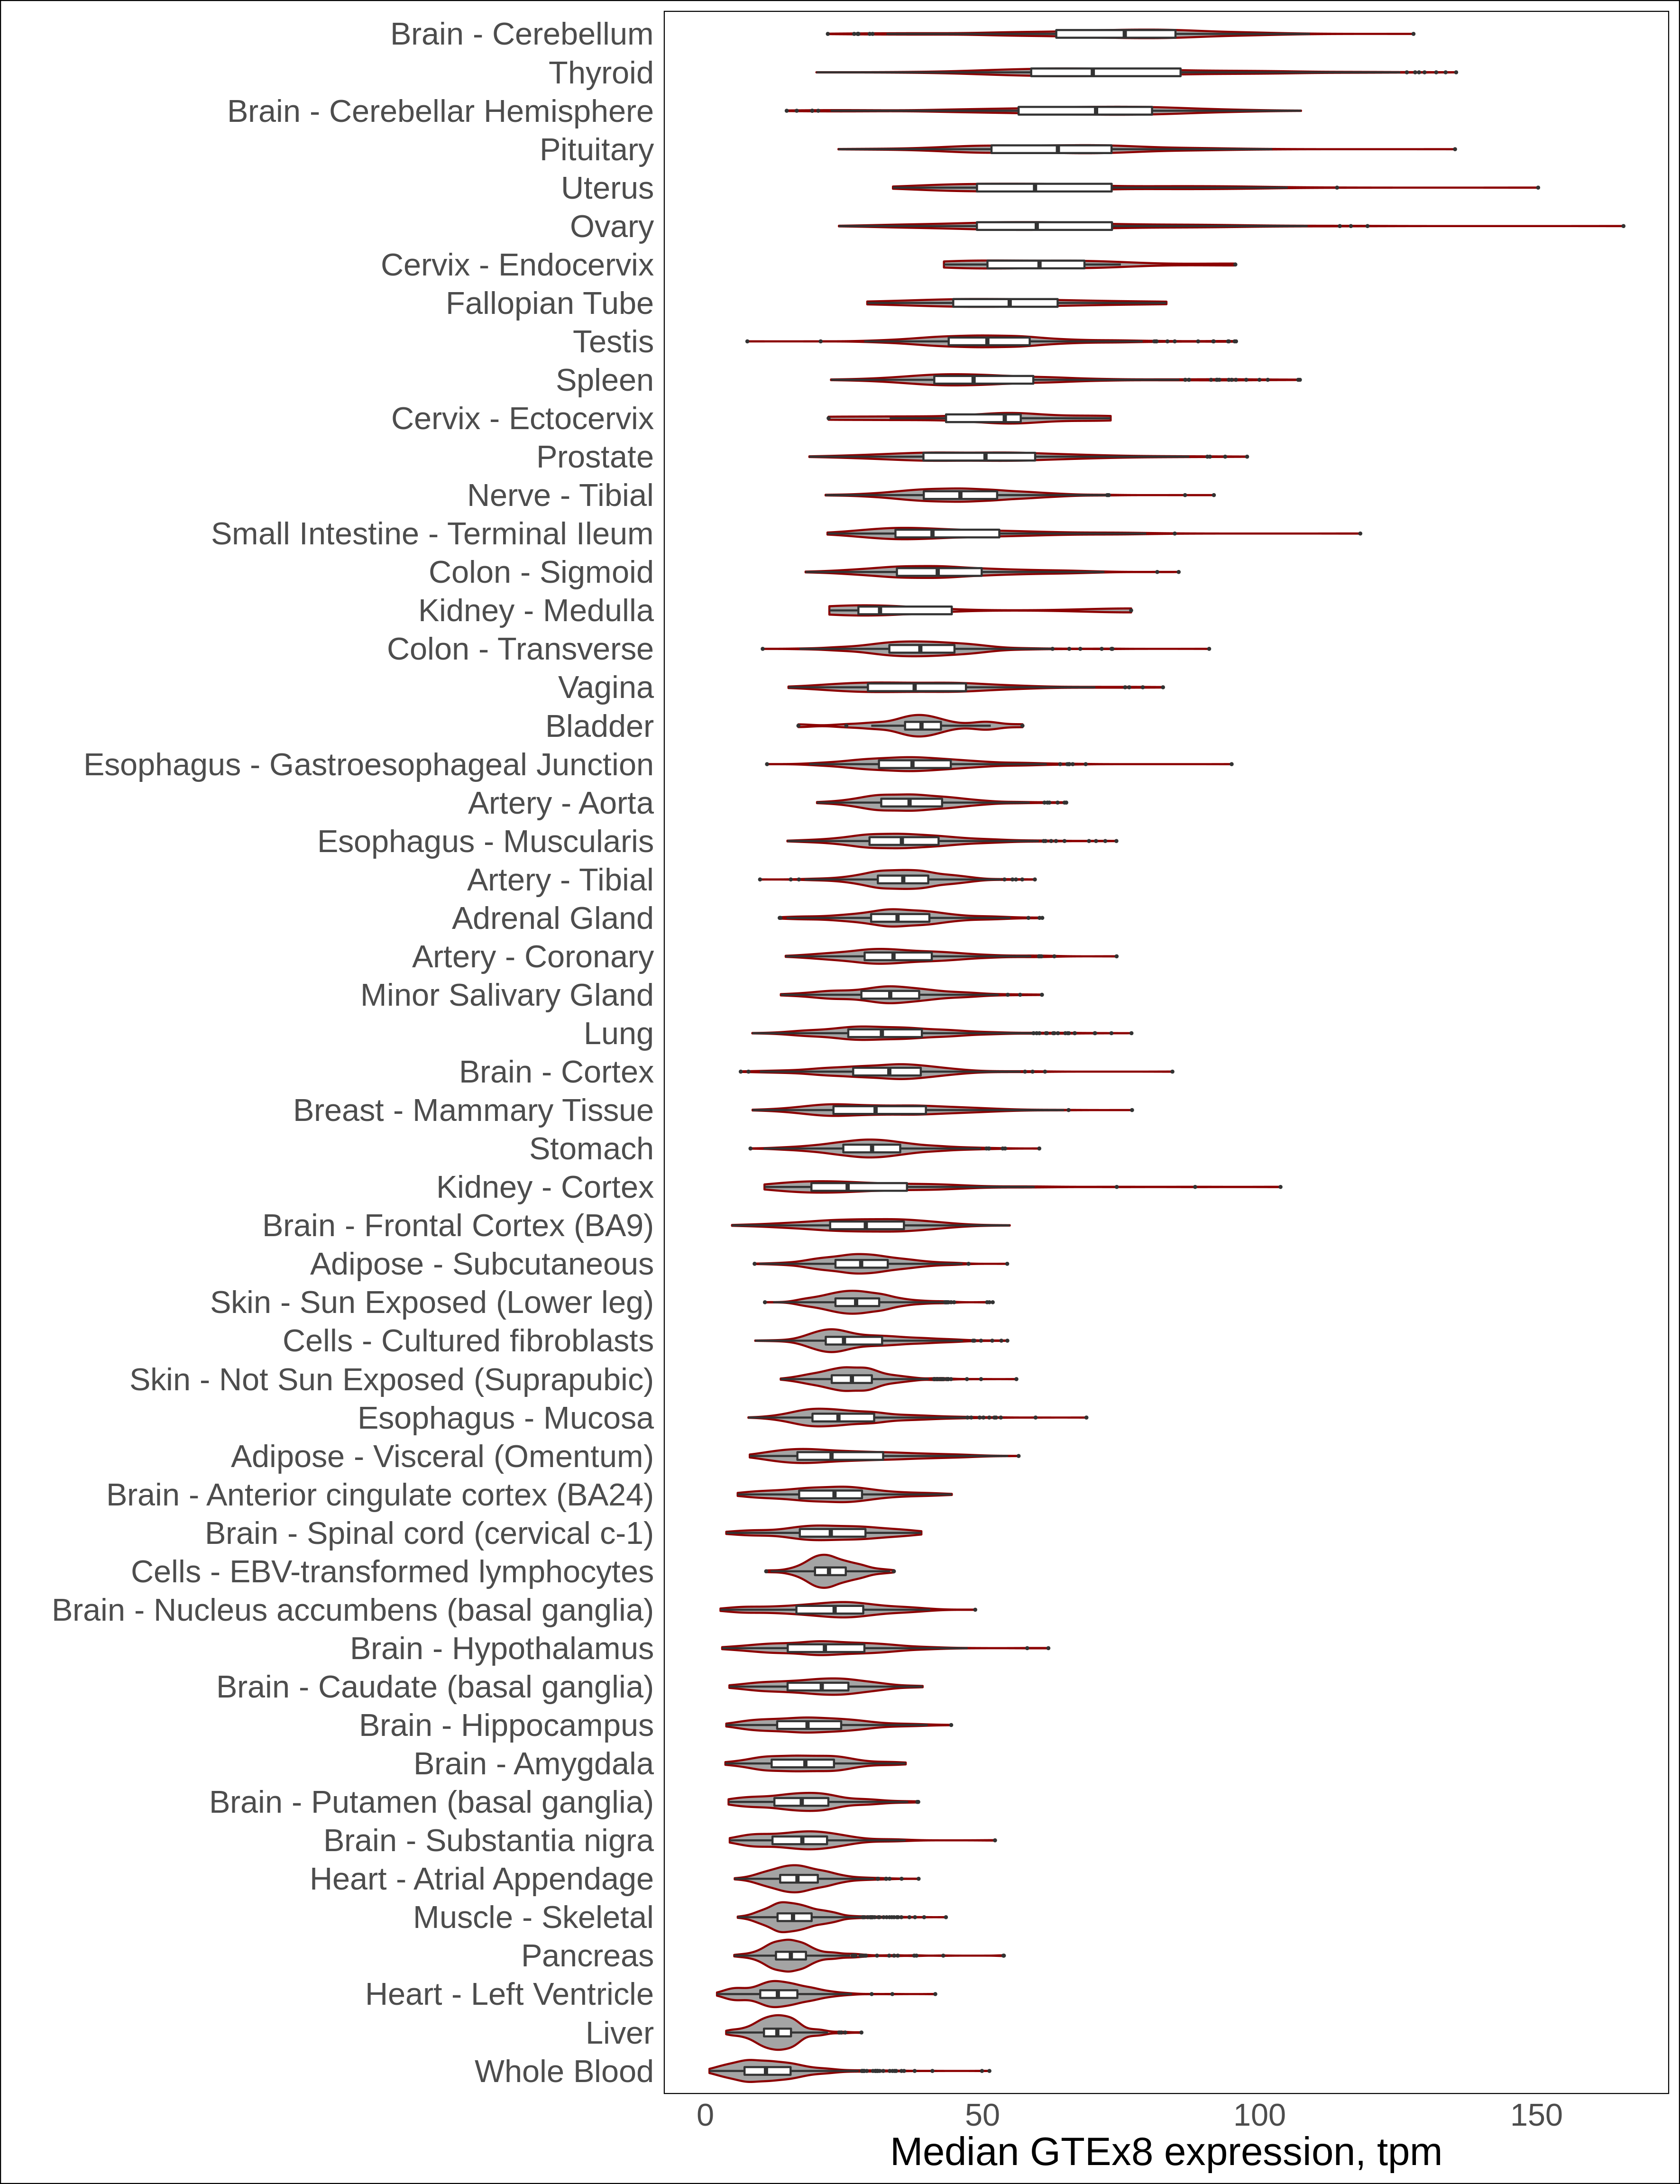 Brain - Cerebellum
Thyroid
Brain - Cerebellar Hemisphere
Pituitary
Uterus
Ovary
Cervix - Endocervix
Fallopian Tube
Testis
Spleen
Cervix - Ectocervix
Prostate
Nerve - Tibial
Small Intestine - Terminal Ileum
Colon - Sigmoid
Kidney - Medulla
Colon - Transverse
Vagina
Bladder
Esophagus - Gastroesophageal Junction
Artery - Aorta
Esophagus - Muscularis
Artery - Tibial
Adrenal Gland
Artery - Coronary
Minor Salivary Gland
Lung
Brain - Cortex
Breast - Mammary Tissue
Stomach
Kidney - Cortex
Brain - Frontal Cortex (BA9)
Adipose - Subcutaneous
Skin - Sun Exposed (Lower leg)
Cells - Cultured fibroblasts
Skin - Not Sun Exposed (Suprapubic)
Esophagus - Mucosa
Adipose - Visceral (Omentum)
Brain - Anterior cingulate cortex (BA24)
Brain - Spinal cord (cervical c-1)
Cells - EBV-transformed lymphocytes
Brain - Nucleus accumbens (basal ganglia)
Brain - Hypothalamus
Brain - Caudate (basal ganglia)
Brain - Hippocampus
Brain - Amygdala
Brain - Putamen (basal ganglia)
Brain - Substantia nigra
Heart - Atrial Appendage
Muscle - Skeletal
Pancreas
Heart - Left Ventricle
Liver
Whole Blood
0 50 100 150
Median GTEx8 expression, tpm